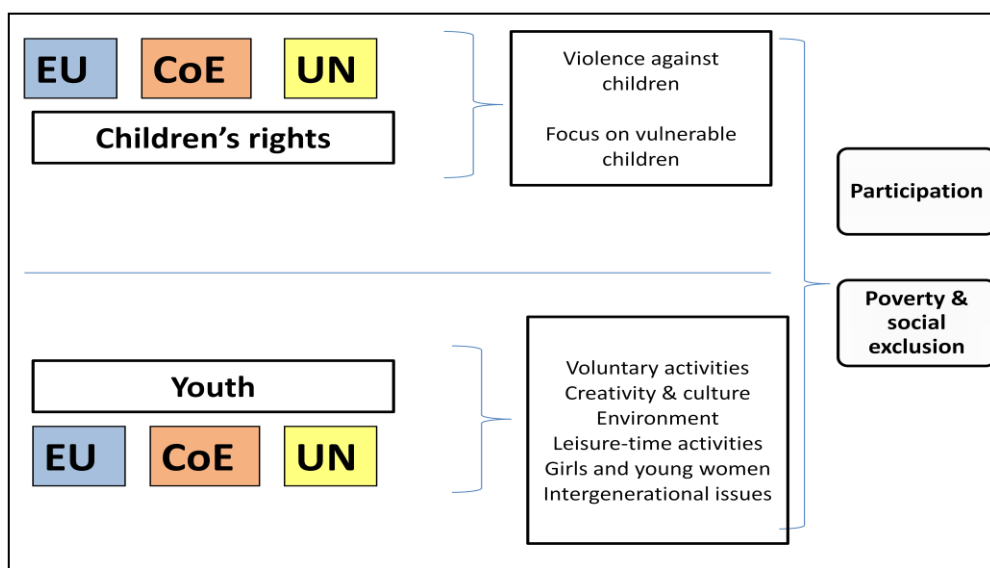 EU CoE UN
Children's rights
Violence against
children
Focus on vulnerable
children
Participation
Poverty &
social
exclusion
Youth
EU CoE UN
Voluntary activities
Creativity & culture
Environment
Leisure-time activities
Girls and young women
Intergenerational issues